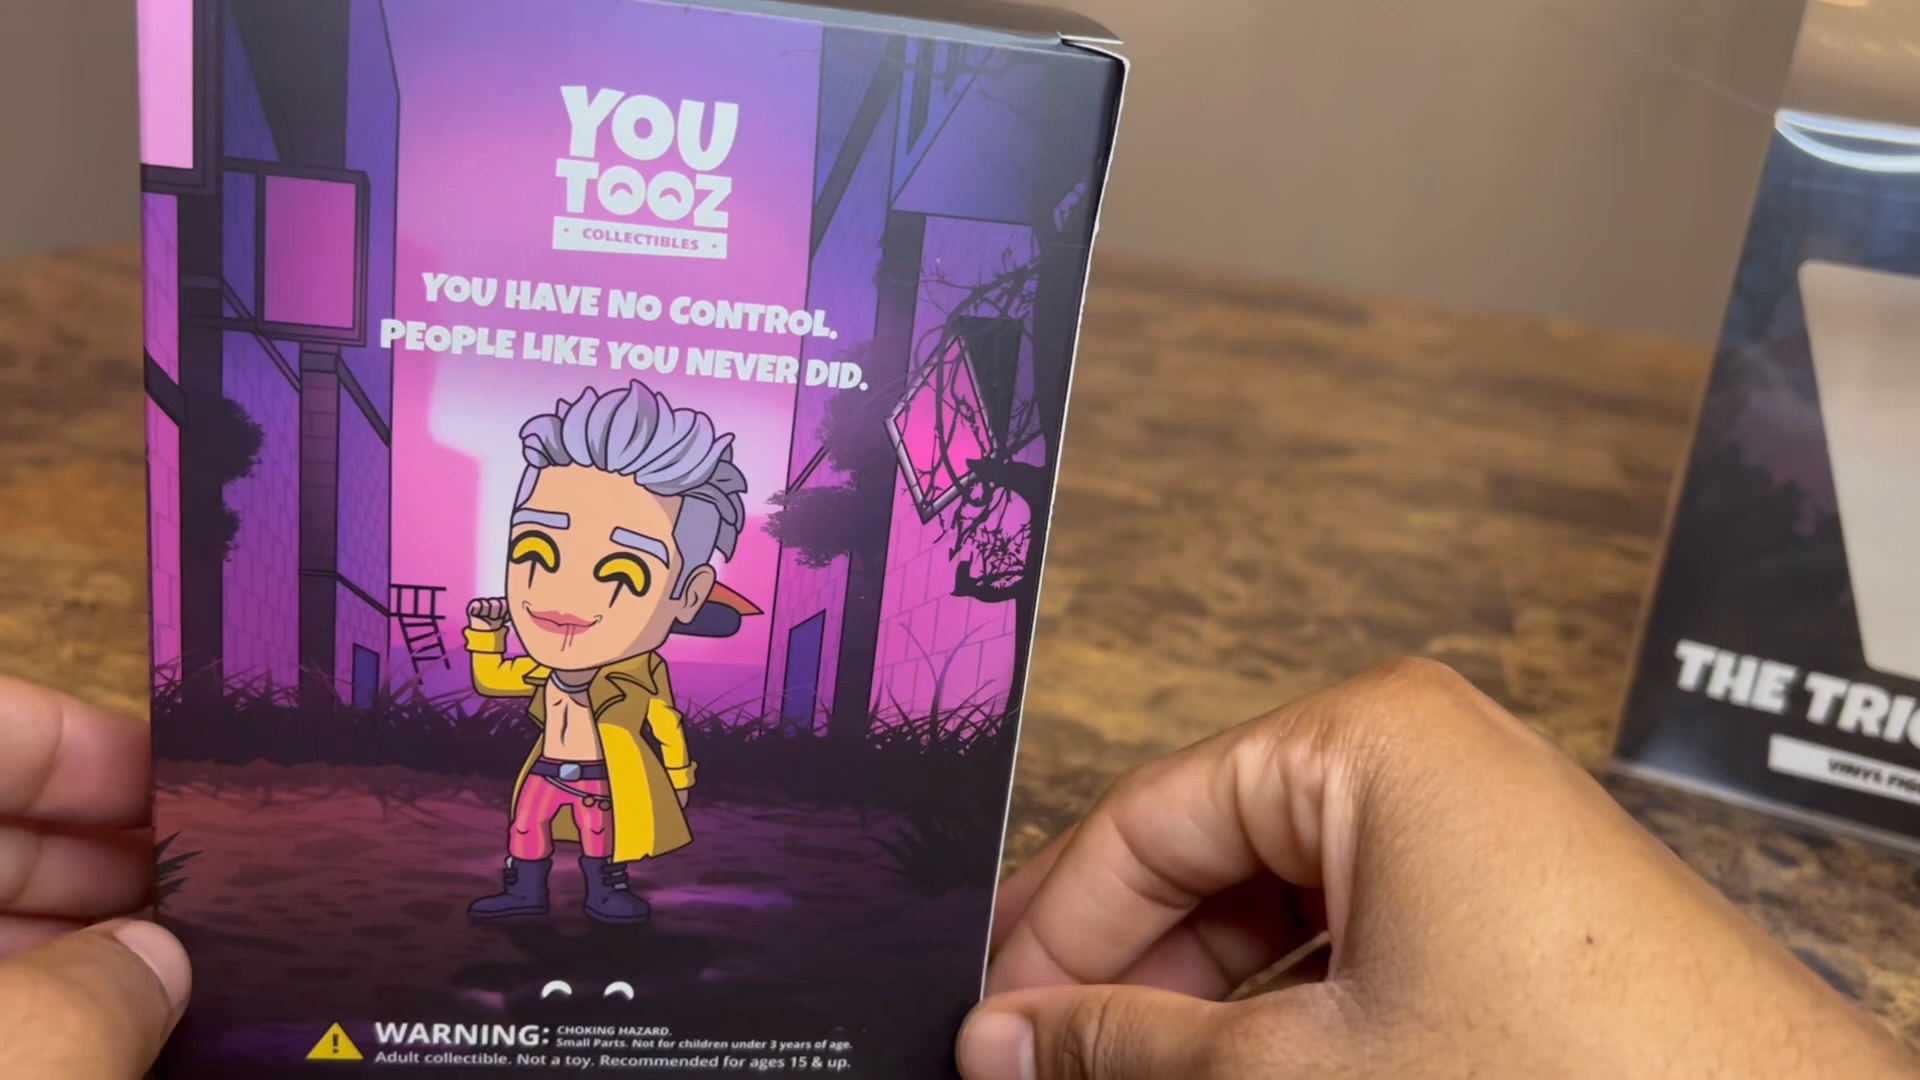 YOU
TOOZ
· COLLECTIBLES ·
YOU HAVE NO CONTROL.
PEOPLE LIKE YOU NEVER DID.
WARNING: CHOKING HAZARD.
Small Parts. Not for children under 3 years of age.
Adult collectible. Not a toy. Recommended for ages 15 & up.
THE
VINYL